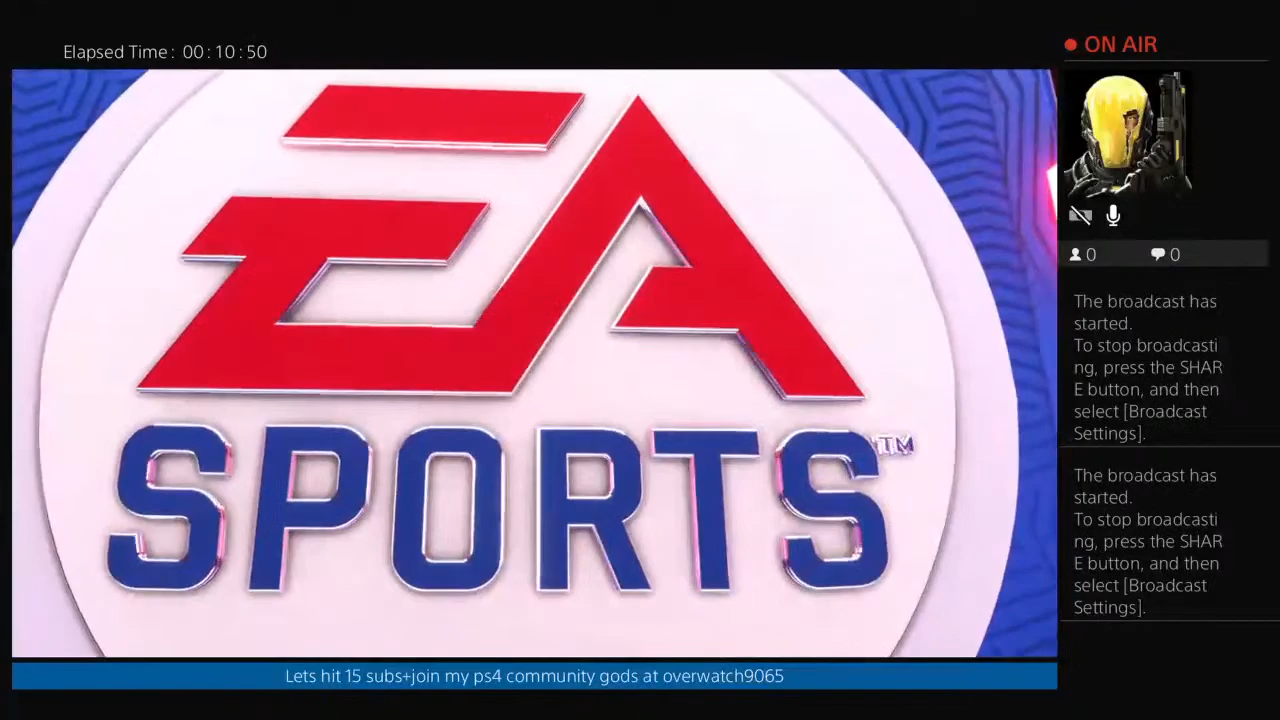 Elapsed Time: 00:10:50
ON AIR
EA
SPORTS™
0
0
The broadcast has
started.
To stop broadcasti
ng, press the SHAR
E button, and then
select [Broadcast
Settings].
The broadcast has
started.
To stop broadcasti
ng, press the SHAR
E button, and then
select [Broadcast
Settings].
Lets hit 15 subs+join my ps4 community gods at overwatch9065